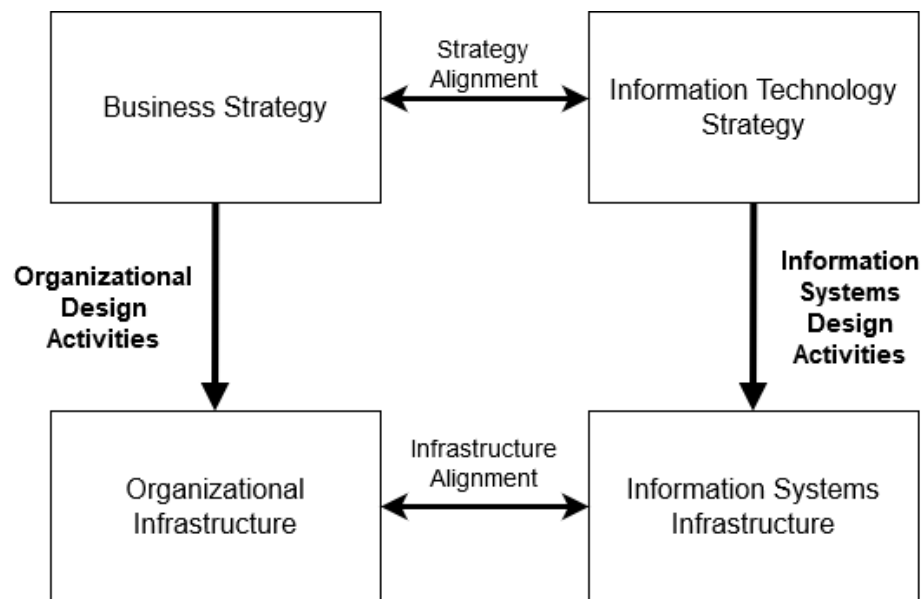 Business Strategy
Strategy
Alignment
Information Technology
Strategy
Organizational
Design
Activities
Information
Systems
Design
Activities
Organizational
Infrastructure
Infrastructure
Alignment
Information Systems
Infrastructure